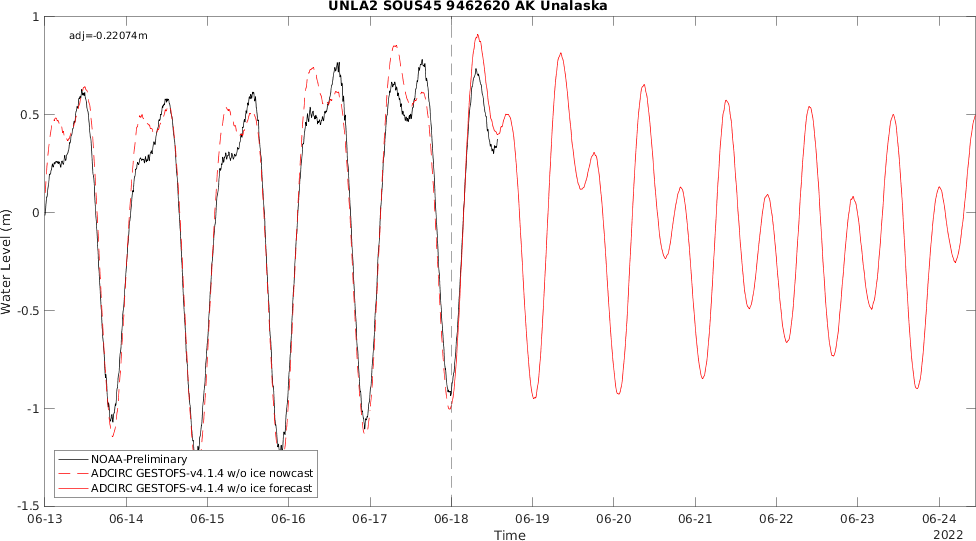 UNLA2 SOUS45 9462620 AK Unalaska
adj=-0.22074m
1
0.5
0
-0.5
-1
-1.5
Water Level (m)
NOAA-Preliminary
ADCIRC GESTOFS-v4.1.4 w/o ice nowcast
ADCIRC GESTOFS-v4.1.4 w/o ice forecast
06-13 06-14 06-15 06-16 06-17 06-18 06-19 06-20 06-21 06-22 06-23 06-24
Time
2022